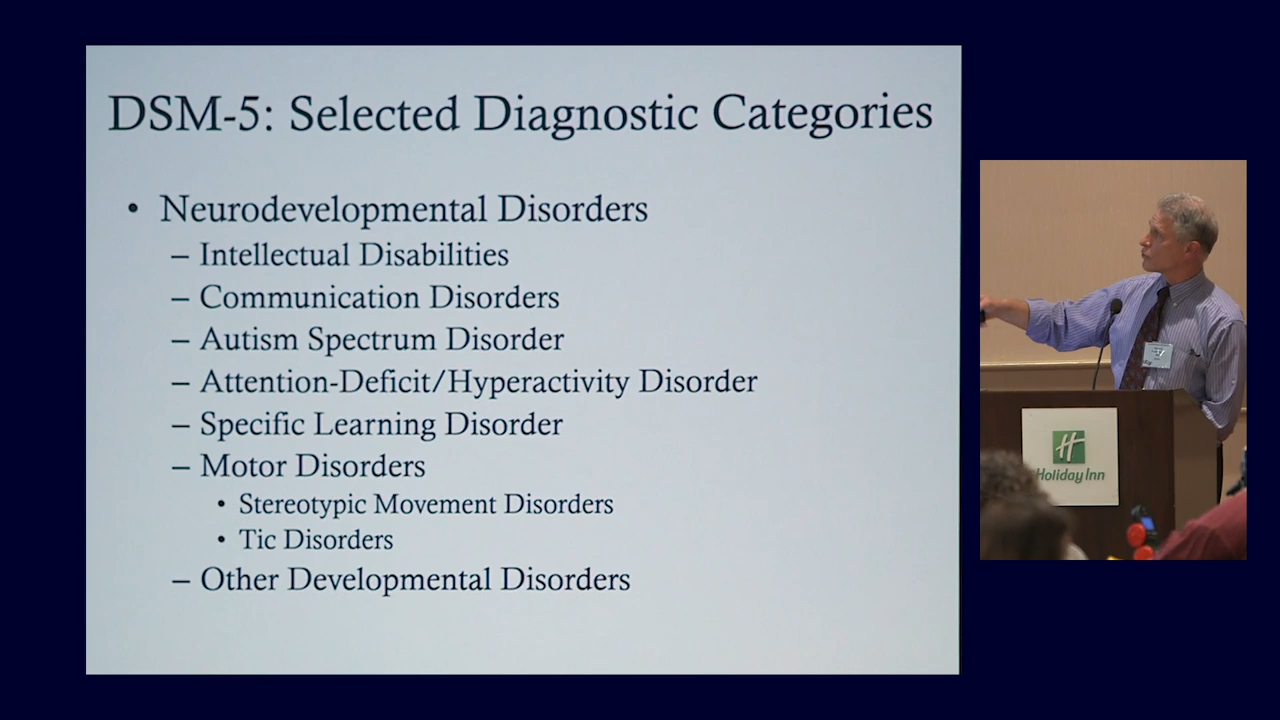 DSM-5: Selected Diagnostic Categories
• Neurodevelopmental Disorders
– Intellectual Disabilities
– Communication Disorders
– Autism Spectrum Disorder
– Attention-Deficit/Hyperactivity Disorder
– Specific Learning Disorder
– Motor Disorders
• Stereotypic Movement Disorders
• Tic Disorders
– Other Developmental Disorders
H
Holiday Inn